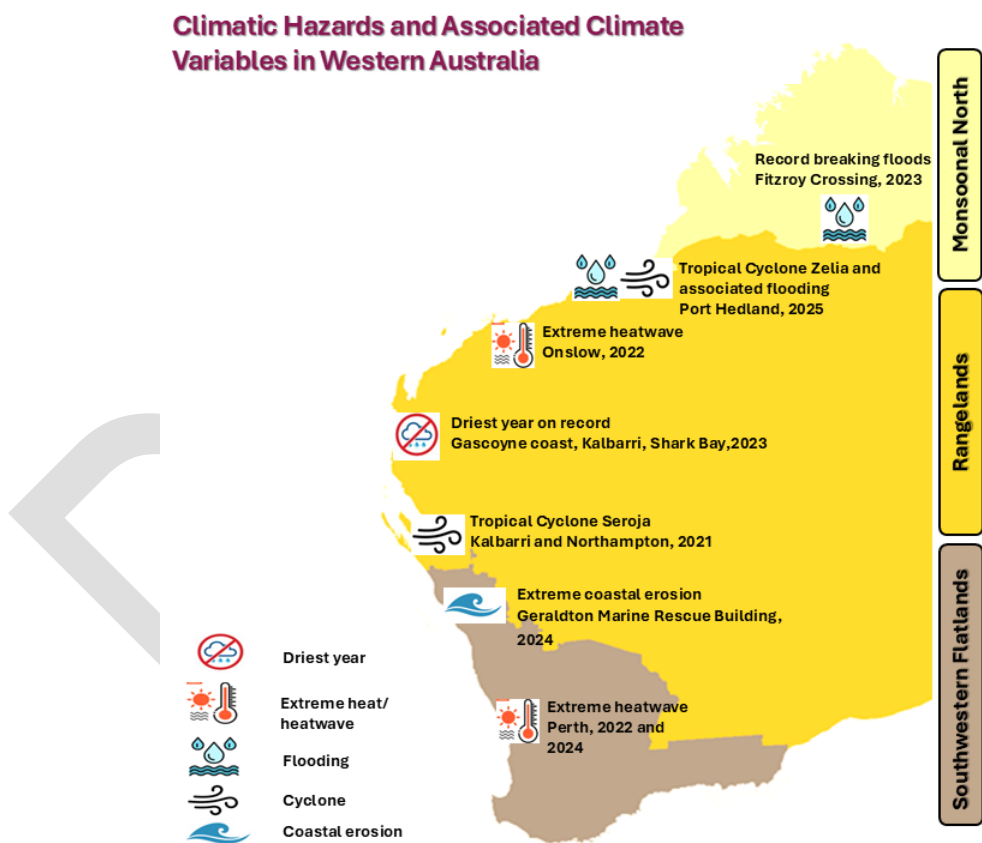 Climatic Hazards and Associated Climate
Variables in Western Australia
Record breaking floods
Fitzroy Crossing, 2023
Tropical Cyclone Zelia and
associated flooding
Port Hedland, 2025
Extreme heatwave
Onslow, 2022
Driest year on record
Gascoyne coast, Kalbarri, Shark Bay,2023
Tropical Cyclone Seroja
Kalbarri and Northampton, 2021
Extreme coastal erosion
Geraldton Marine Rescue Building,
2024
Extreme heatwave
Perth, 2022 and
2024
Driest year
Extreme heat/
heatwave
Flooding
Cyclone
Coastal erosion
Monsoonal North
Rangelands
Southwestern Flatlands